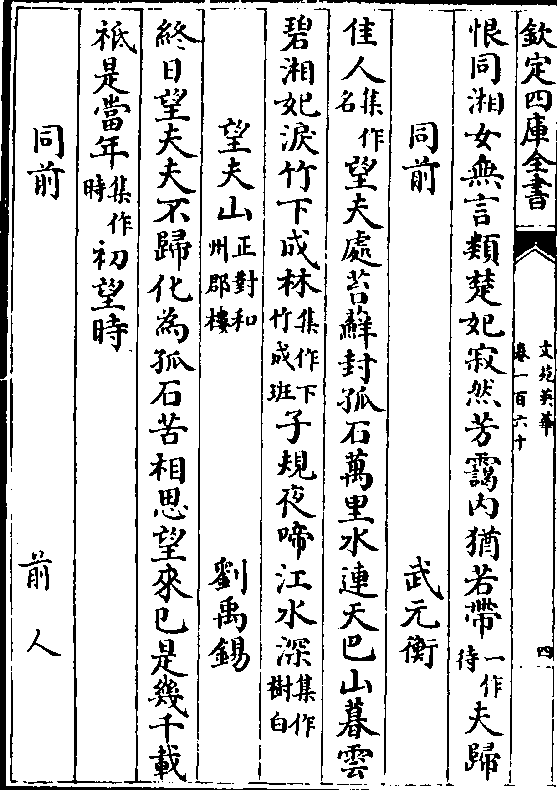 欽定四庫全書
文苑英華
卷一百六十
四
恨同湘女無言類楚妃寂然芳靄内猶若帶一作待夫歸
同前 武元衡
佳人集作名望夫處苔蘚封孤石萬里水連天巴山暮雲
碧湘妃淚竹下成林集作下竹成班子規夜啼江水深集作樹白
望夫山正對和州郡樓 劉禹錫
終日望夫夫不歸化為孤石苦相思望來已是幾千載
祗是當年集作時初望時
同前 前人